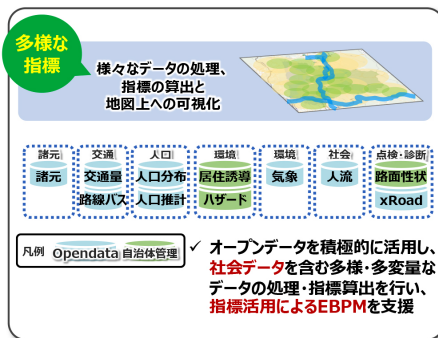 多様な
指標
様々なデータの処理、
指標の算出と
地図上への可視化
諸元 交通 人口 環境 環境 社会 点検・診断
諸元 交通量 人口分布 居住誘導 気象 人流 路面性状
路線バス 人口推計 ハザード xRoad
凡例 Opendata 自治体管理
✓ オープンデータを積極的に活用し、
社会データを含む多様・多変量な
データの処理・指標算出を行い、
指標活用によるEBPMを支援